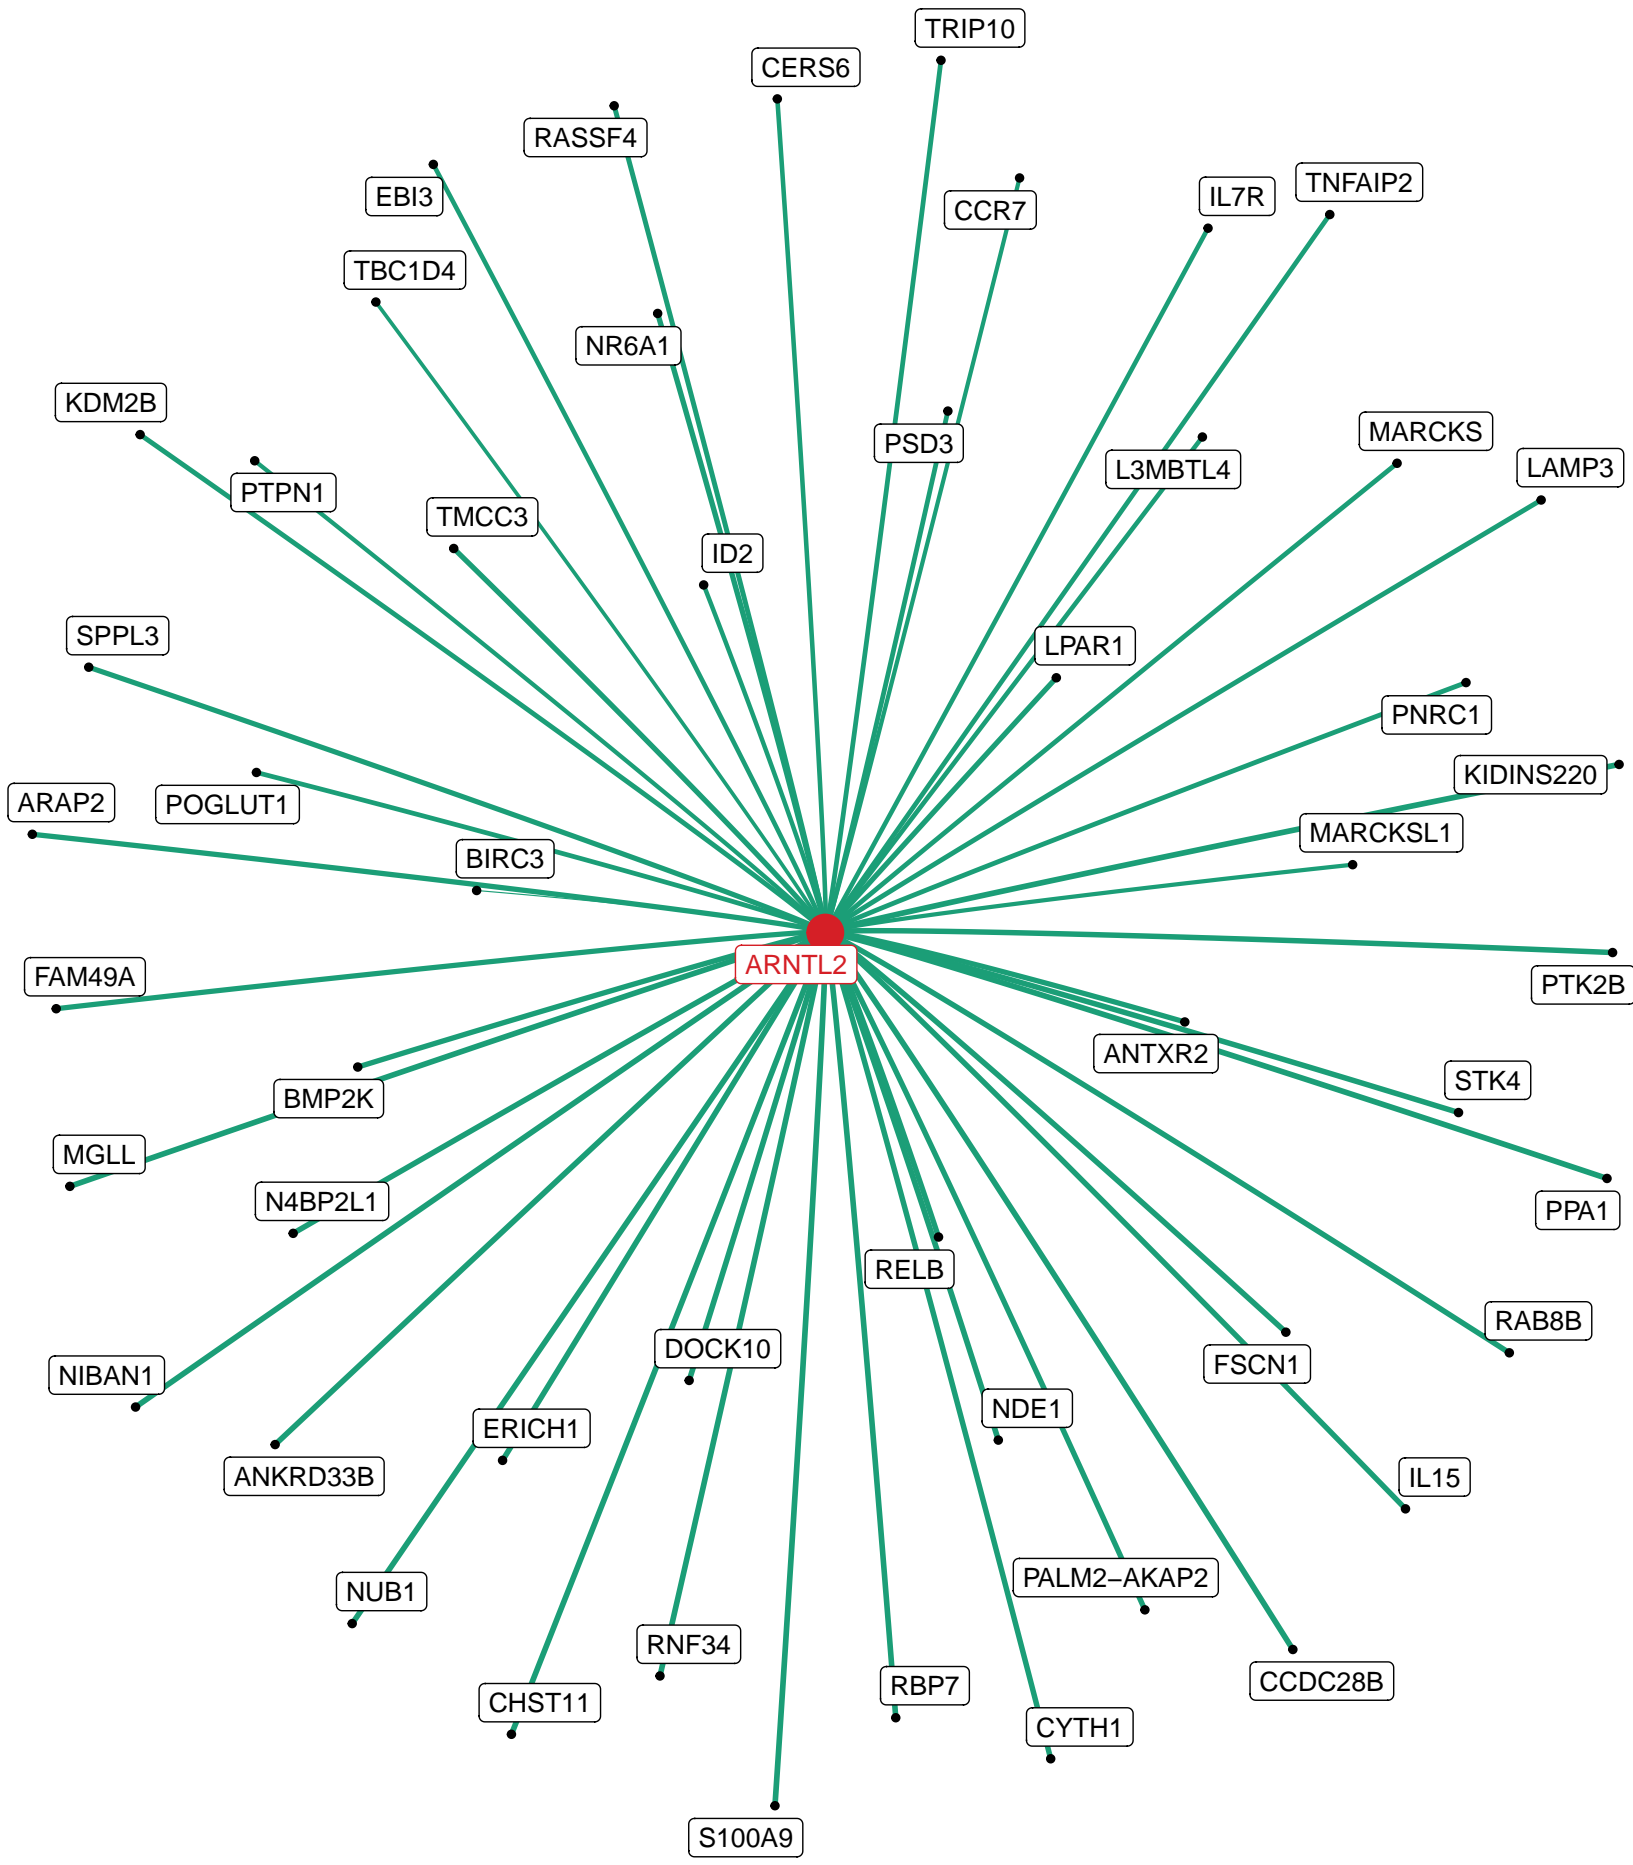 TRIP10
CERS6
RASSF4
EBI3
CCR7
IL7R
TNFAIP2
TBC1D4
NR6A1
KDM2B
PSD3
MARCKS
L3MBTL4
LAMP3
PTPN1
TMCC3
ID2
SPPL3
LPAR1
PNRC1
KIDINS220
ARAP2
POGLUT1
MARCKSL1
BIRC3
ARNTL2
FAM49A
PTK2B
ANTXR2
STK4
BMP2K
MGLL
N4BP2L1
PPA1
RELB
RAB8B
DOCK10
FSCN1
NIBAN1
NDE1
ERICH1
ANKRD33B
IL15
PALM2−AKAP2
NUB1
RNF34
CCDC28B
RBP7
CHST11
CYTH1
S100A9